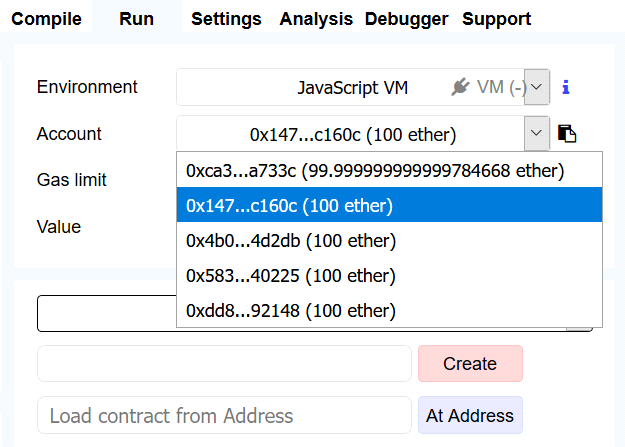 Compile Run Settings Analysis Debugger Support
Environment JavaScript VM VM (-) i
Account 0x147...c160c (100 ether)
Gas limit 0xca3...a733c (99.999999999999784668 ether)
0x147...c160c (100 ether)
Value 0x4b0...4d2db (100 ether)
0x583...40225 (100 ether)
0xdd8...92148 (100 ether)
Create
Load contract from Address At Address